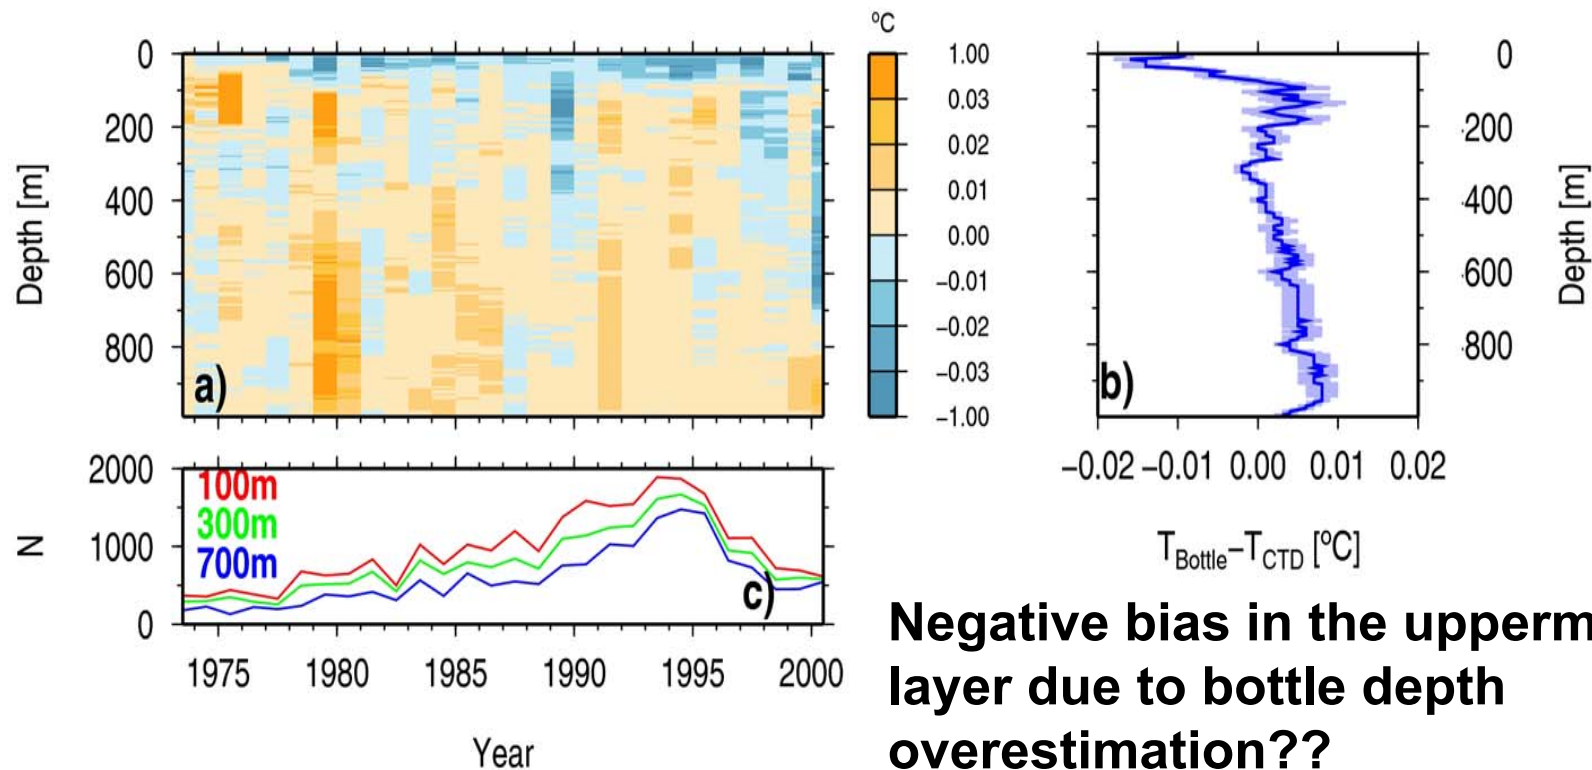 °C
0
200
400
600
800
Depth [m]
a)
1.00
0.03
0.02
0.01
0.00
−0.01
−0.02
−0.03
−1.00
b)
0
200
400
600
800
Depth [m]
−0.02 −0.01 0.00 0.01 0.02
T_Bottle−T_CTD [°C]
2000
1000
0
N
100m
300m
700m
c)
1975 1980 1985 1990 1995 2000
Year
Negative bias in the upperm
layer due to bottle depth
overestimation??